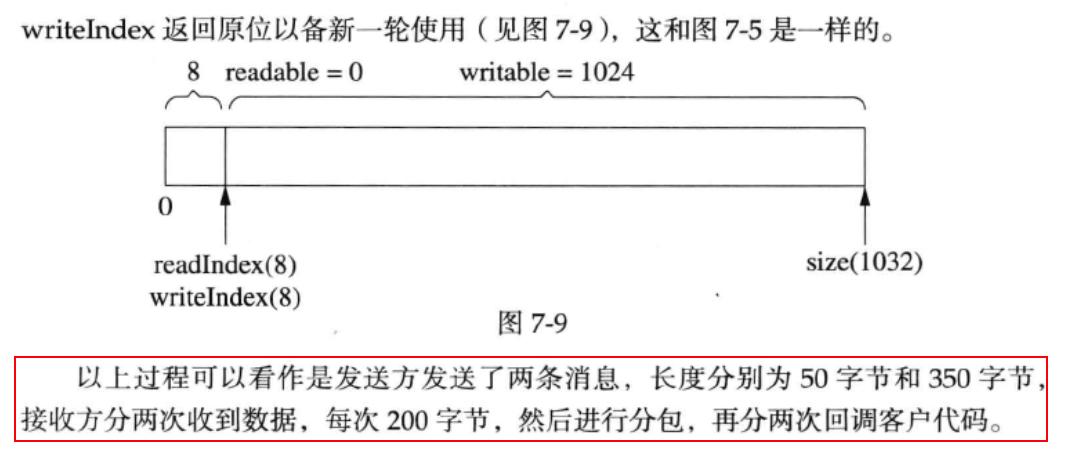 writeIndex 返回原位以备新一轮使用（见图 7-9），这和图 7-5 是一样的。
8 readable = 0 writable = 1024
0
readIndex(8) size(1032)
writeIndex(8)
图 7-9
以上过程可以看作是发送方发送了两条消息，长度分别为 50 字节和 350 字节，
接收方分两次收到数据，每次 200 字节，然后进行分包，再分两次回调客户代码。